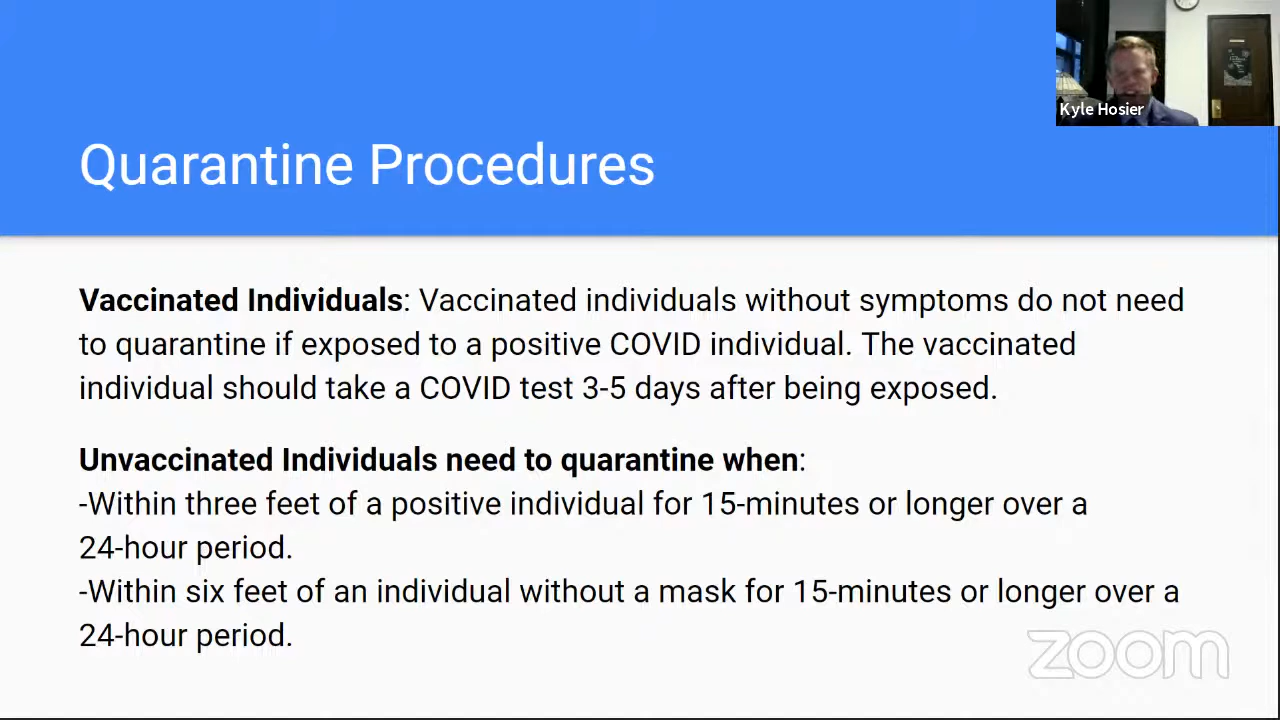 Kyle Hosier
Quarantine Procedures
Vaccinated Individuals: Vaccinated individuals without symptoms do not need
to quarantine if exposed to a positive COVID individual. The vaccinated
individual should take a COVID test 3-5 days after being exposed.
Unvaccinated Individuals need to quarantine when:
-Within three feet of a positive individual for 15-minutes or longer over a
24-hour period.
-Within six feet of an individual without a mask for 15-minutes or longer over a
24-hour period.
zoom